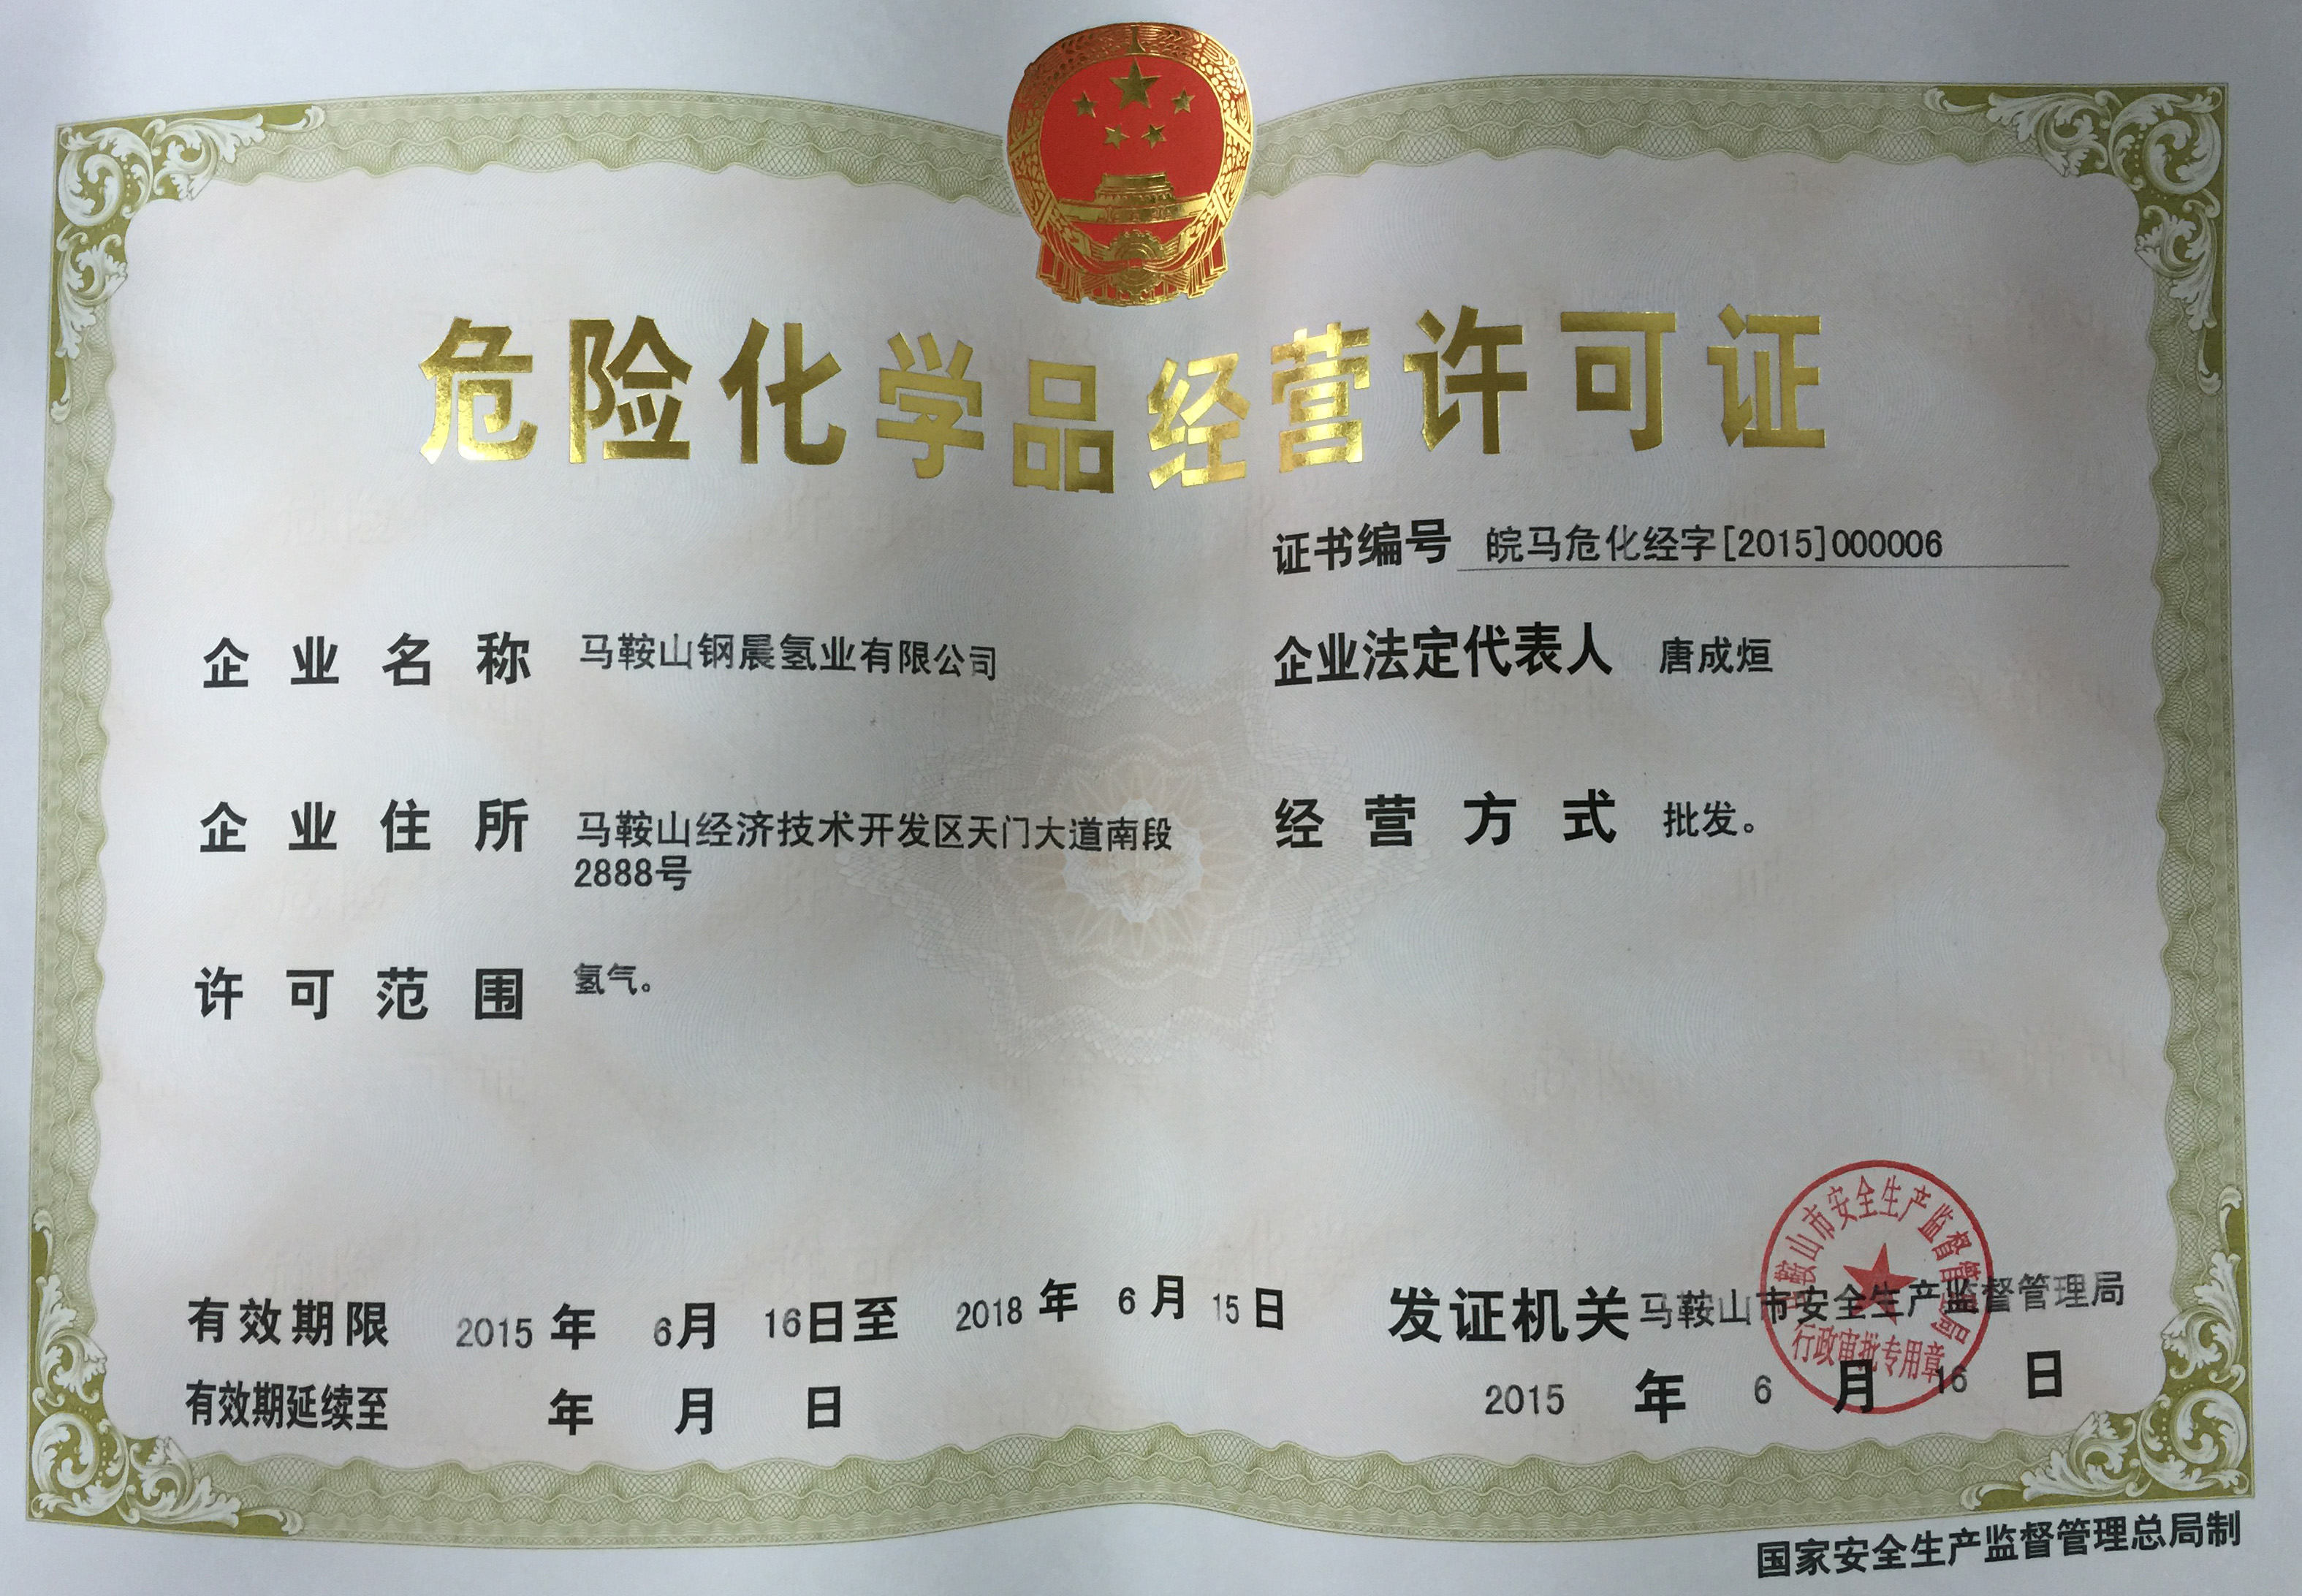 危险化学品经营许可证
证书编号 皖马危化经字[2015]000006
企业名称 马鞍山钢晨氢业有限公司
企业法定代表人 唐成烜
企业住所 马鞍山经济技术开发区天门大道南段
2888号
经营方式 批发。
许可范围 氢气。
有效期限 2015年 6月 16日至 2018年 6月 15日
有效期延续至 年 月 日
发证机关 马鞍山市安全生产监督管理局
2015 年 6 月 16 日
马鞍山市安全生产监督管理局
行政审批专用章
国家安全生产监督管理总局制